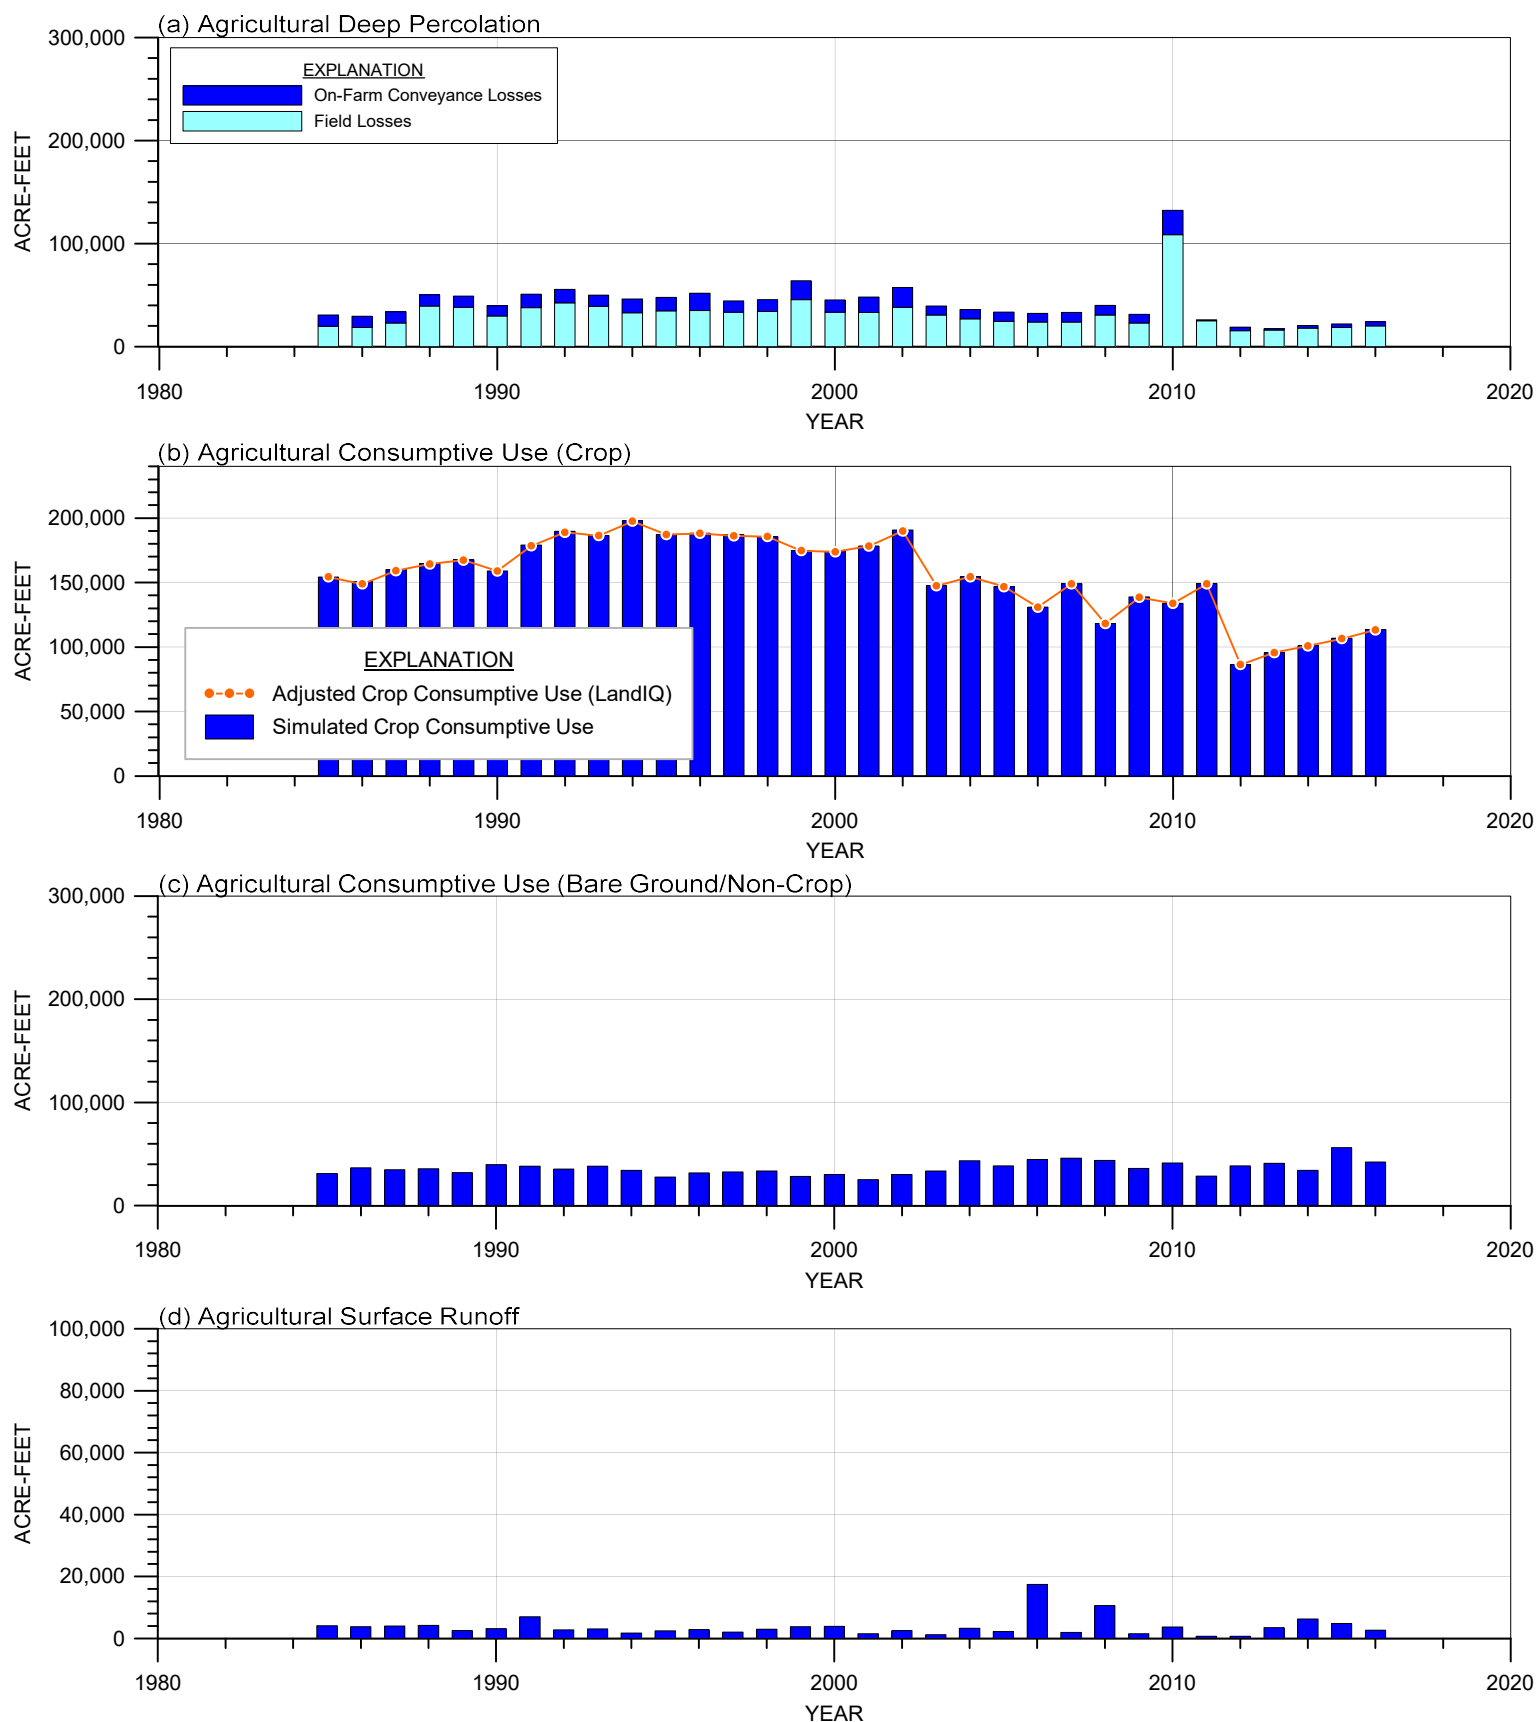 (a) Agricultural Deep Percolation
300,000
200,000
100,000
0
ACRE-FEET
EXPLANATION
On-Farm Conveyance Losses
Field Losses
1980 1990 2000 2010 2020
YEAR
(b) Agricultural Consumptive Use (Crop)
200,000
150,000
100,000
50,000
0
ACRE-FEET
EXPLANATION
Adjusted Crop Consumptive Use (LandIQ)
Simulated Crop Consumptive Use
1980 1990 2000 2010 2020
YEAR
(c) Agricultural Consumptive Use (Bare Ground/Non-Crop)
300,000
200,000
100,000
0
ACRE-FEET
1980 1990 2000 2010 2020
YEAR
(d) Agricultural Surface Runoff
100,000
80,000
60,000
40,000
20,000
0
ACRE-FEET
1980 1990 2000 2010 2020
YEAR